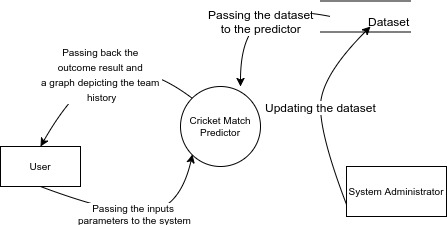 Passing the dataset
to the predictor
Dataset
Passing back the
outcome result and
a graph depicting the team
history
Updating the dataset
Cricket Match
Predictor
User
System Administrator
Passing the inputs
parameters to the system